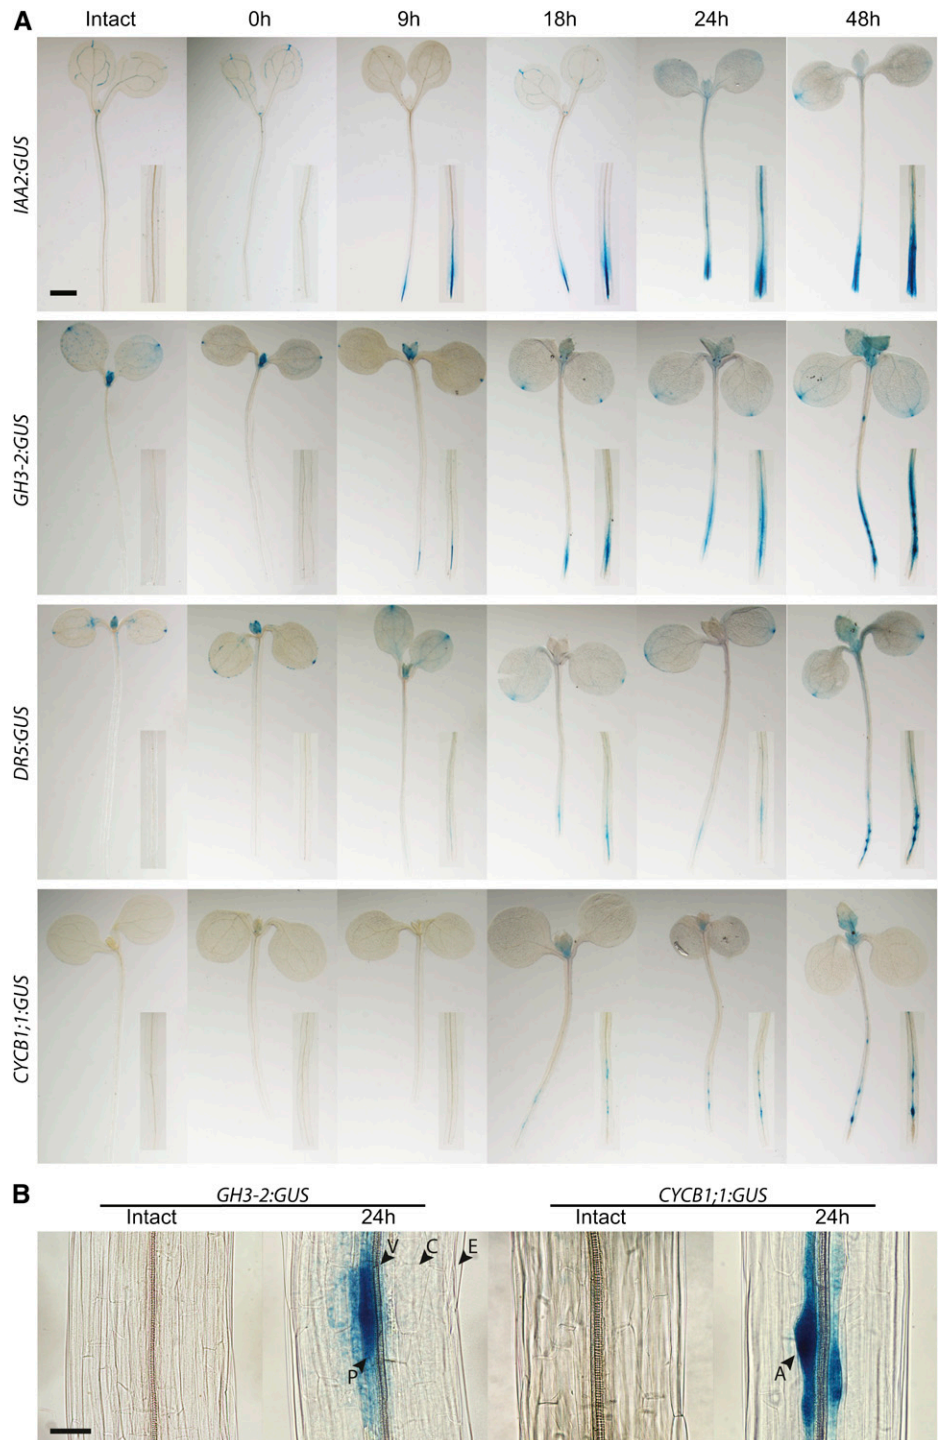 A
Intact 0h 9h 18h 24h 48h
IAA2:GUS
GH3-2:GUS
DR5:GUS
CYCB1;1:GUS
B
GH3-2:GUS CYCB1;1:GUS
Intact 24h Intact 24h
V C E
P
A